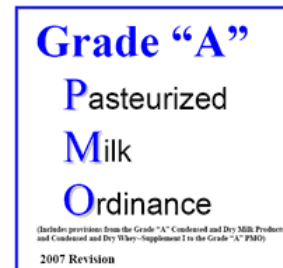 Grade “A”
Pasteurized
Milk
Ordinance
(Includes provisions from the Grade “A” Condensed and Dry Milk Products
and Condensed and Dry Whey--Supplement I to the Grade “A” PMO)
2007 Revision